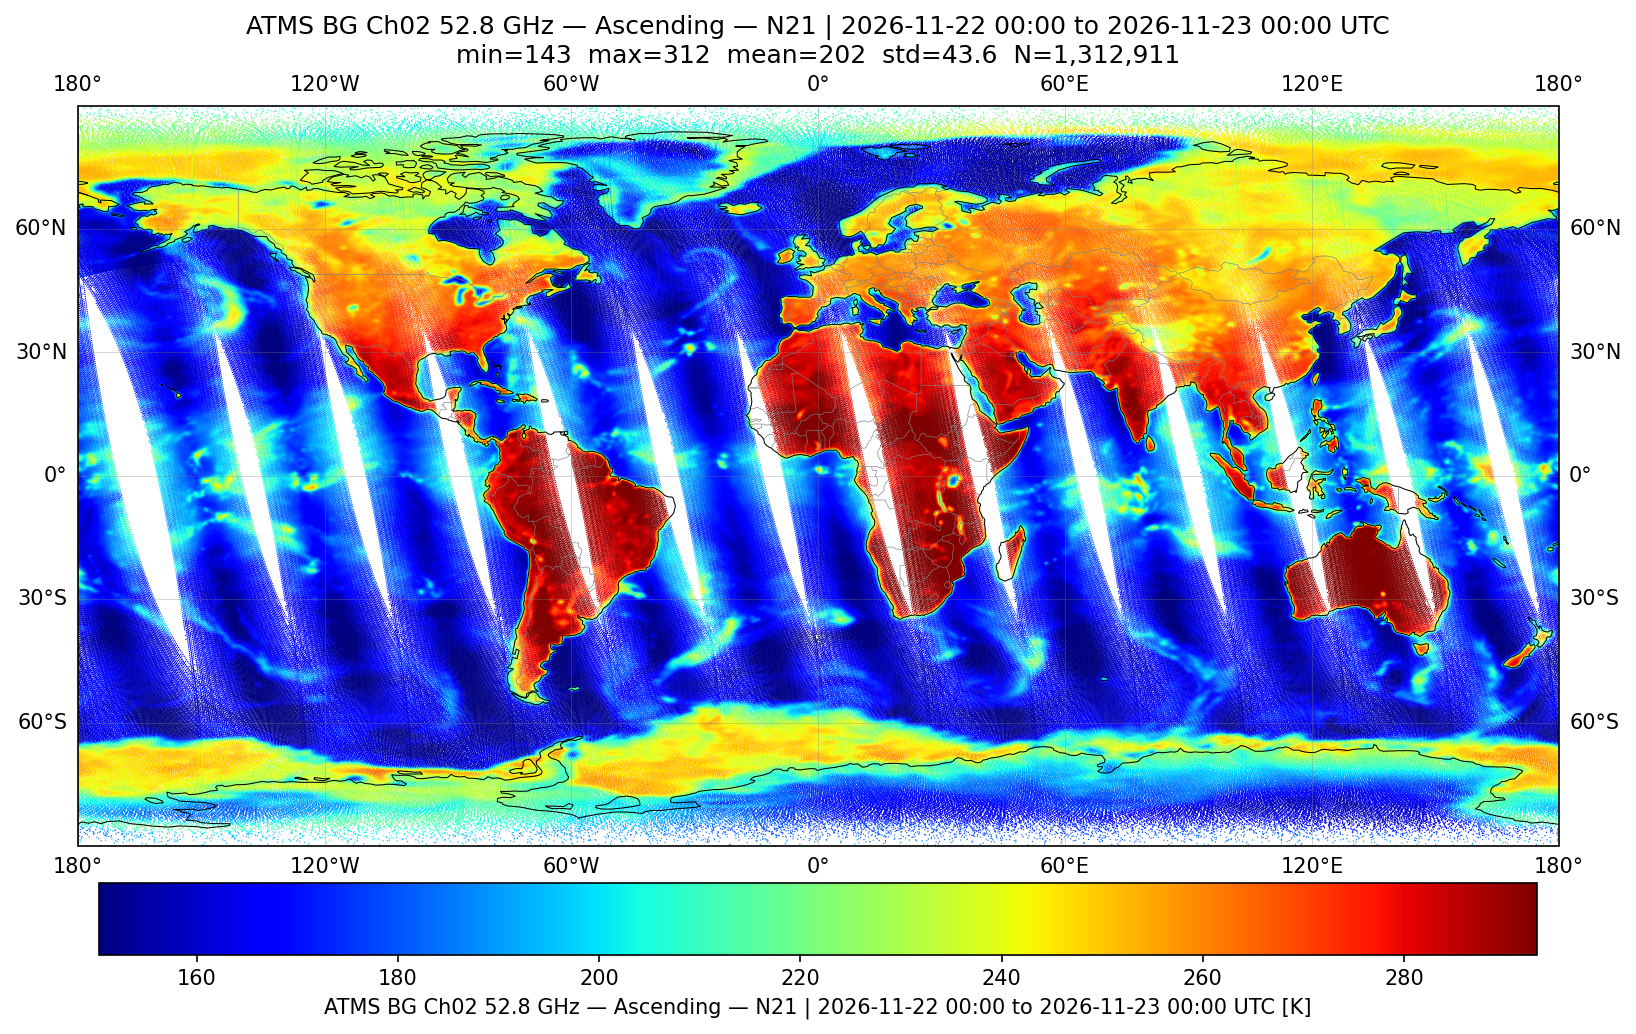 ATMS BG Ch02 52.8 GHz — Ascending — N21 | 2026-11-22 00:00 to 2026-11-23 00:00 UTC
min=143  max=312  mean=202  std=43.6  N=1,312,911
180° 120°W 60°W 0° 60°E 120°E 180°
60°N 60°N
30°N 30°N
0° 0°
30°S 30°S
60°S 60°S
180° 120°W 60°W 0° 60°E 120°E 180°
160 180 200 220 240 260 280
ATMS BG Ch02 52.8 GHz — Ascending — N21 | 2026-11-22 00:00 to 2026-11-23 00:00 UTC [K]